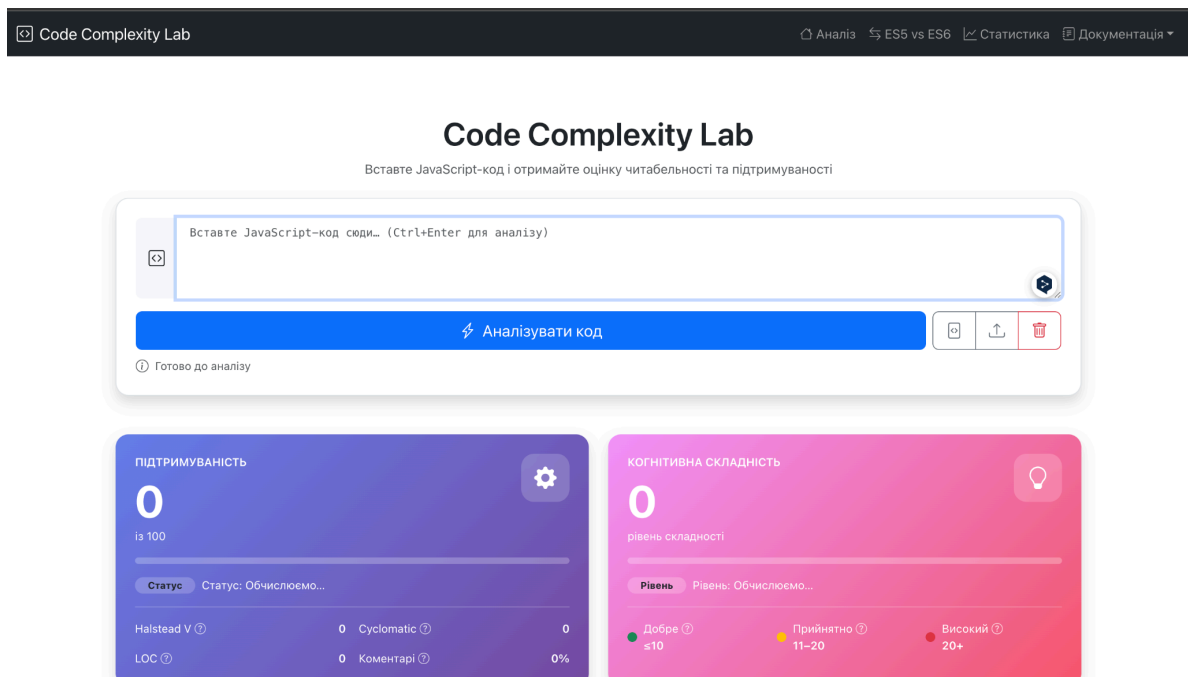 Code Complexity Lab
Аналіз ES5 vs ES6 Статистика Документація
Code Complexity Lab
Вставте JavaScript-код і отримайте оцінку читабельності та підтримуваності
Вставте JavaScript-код сюди… (Ctrl+Enter для аналізу)
Аналізувати код
Готово до аналізу
ПІДТРИМУВАНІСТЬ
0
із 100
Статус Статус: Обчислюємо...
Halstead V 0 Cyclomatic 0
LOC 0 Коментарі 0%
КОГНІТИВНА СКЛАДНІСТЬ
0
рівень складності
Рівень Рівень: Обчислюємо...
Добре Прийнятно Високий
≤10 11–20 20+